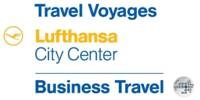 Travel Voyages
Lufthansa
City Center
Business Travel